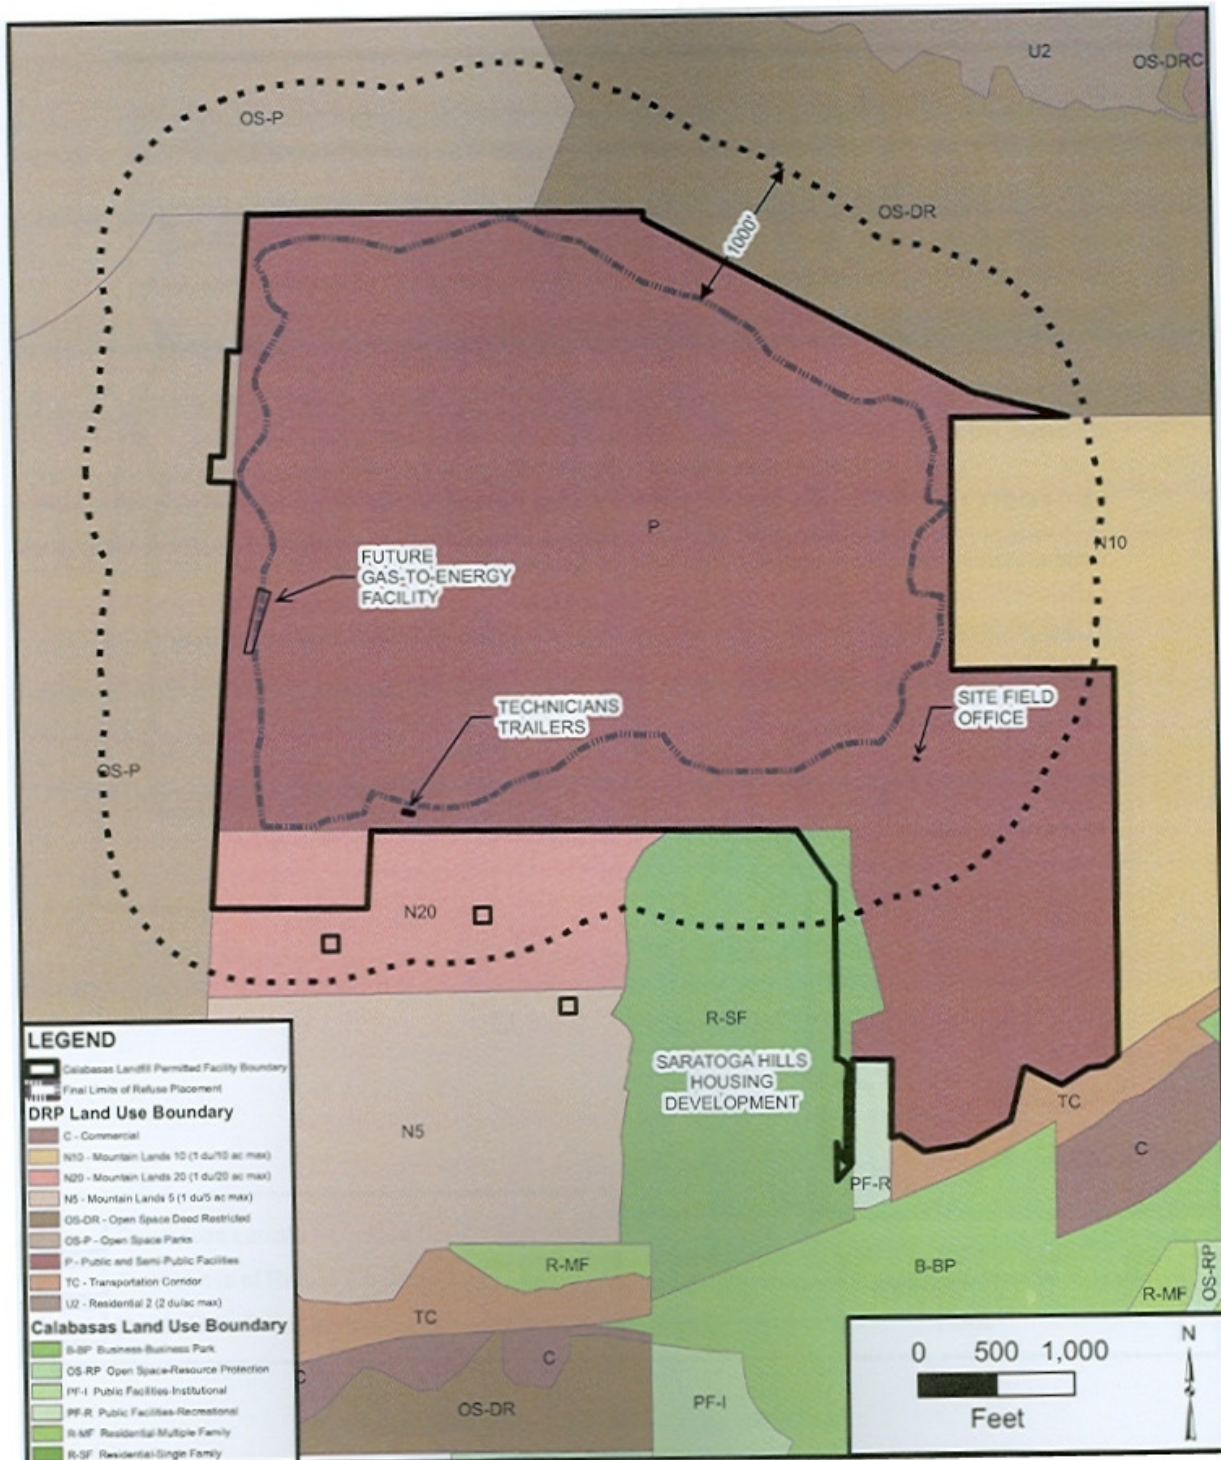 U2
OS-DRC
OS-P
OS-DR
1000'
P
N10
FUTURE
GAS-TO-ENERGY
FACILITY
TECHNICIANS
TRAILERS
SITE FIELD
OFFICE
OS-P
N20
R-SF
SARATOGA HILLS
HOUSING
DEVELOPMENT
N5
TC
C
PF-R
R-MF
B-BP
R-MF
OS-RP
TC
C
C
OS-DR
PF-I
LEGEND
Calabasas Landfill Permitted Facility Boundary
Final Limits of Refuse Placement
DRP Land Use Boundary
C - Commercial
N10 - Mountain Lands 10 (1 du/10 ac max)
N20 - Mountain Lands 20 (1 du/20 ac max)
N5 - Mountain Lands 5 (1 du/5 ac max)
OS-DR - Open Space Deed Restricted
OS-P - Open Space Parks
P - Public and Semi-Public Facilities
TC - Transportation Corridor
U2 - Residential 2 (2 du/ac max)
Calabasas Land Use Boundary
B-BP Business-Business Park
OS-RP Open Space-Resource Protection
PF-I Public Facilities-Institutional
PF-R Public Facilities-Recreational
R-MF Residential-Multiple Family
R-SF Residential-Single Family
0 500 1,000
Feet
N